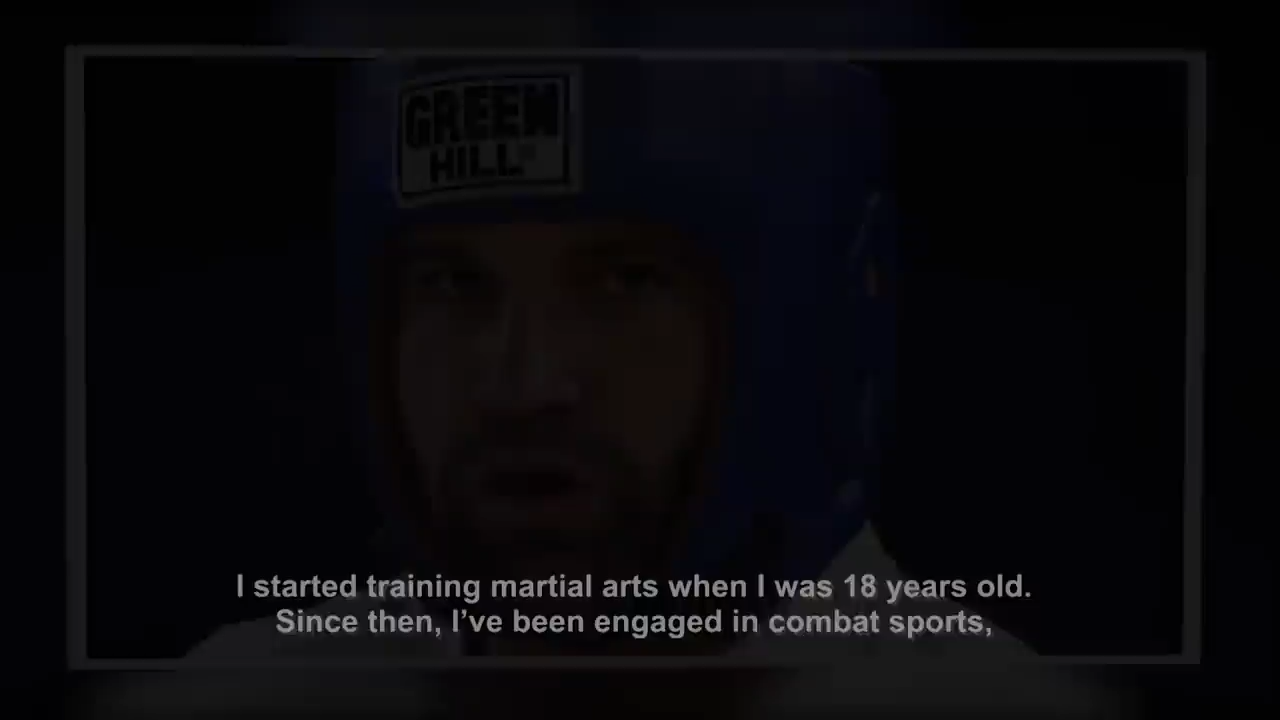 GREEN
HILL
I started training martial arts when I was 18 years old.
Since then, I’ve been engaged in combat sports,